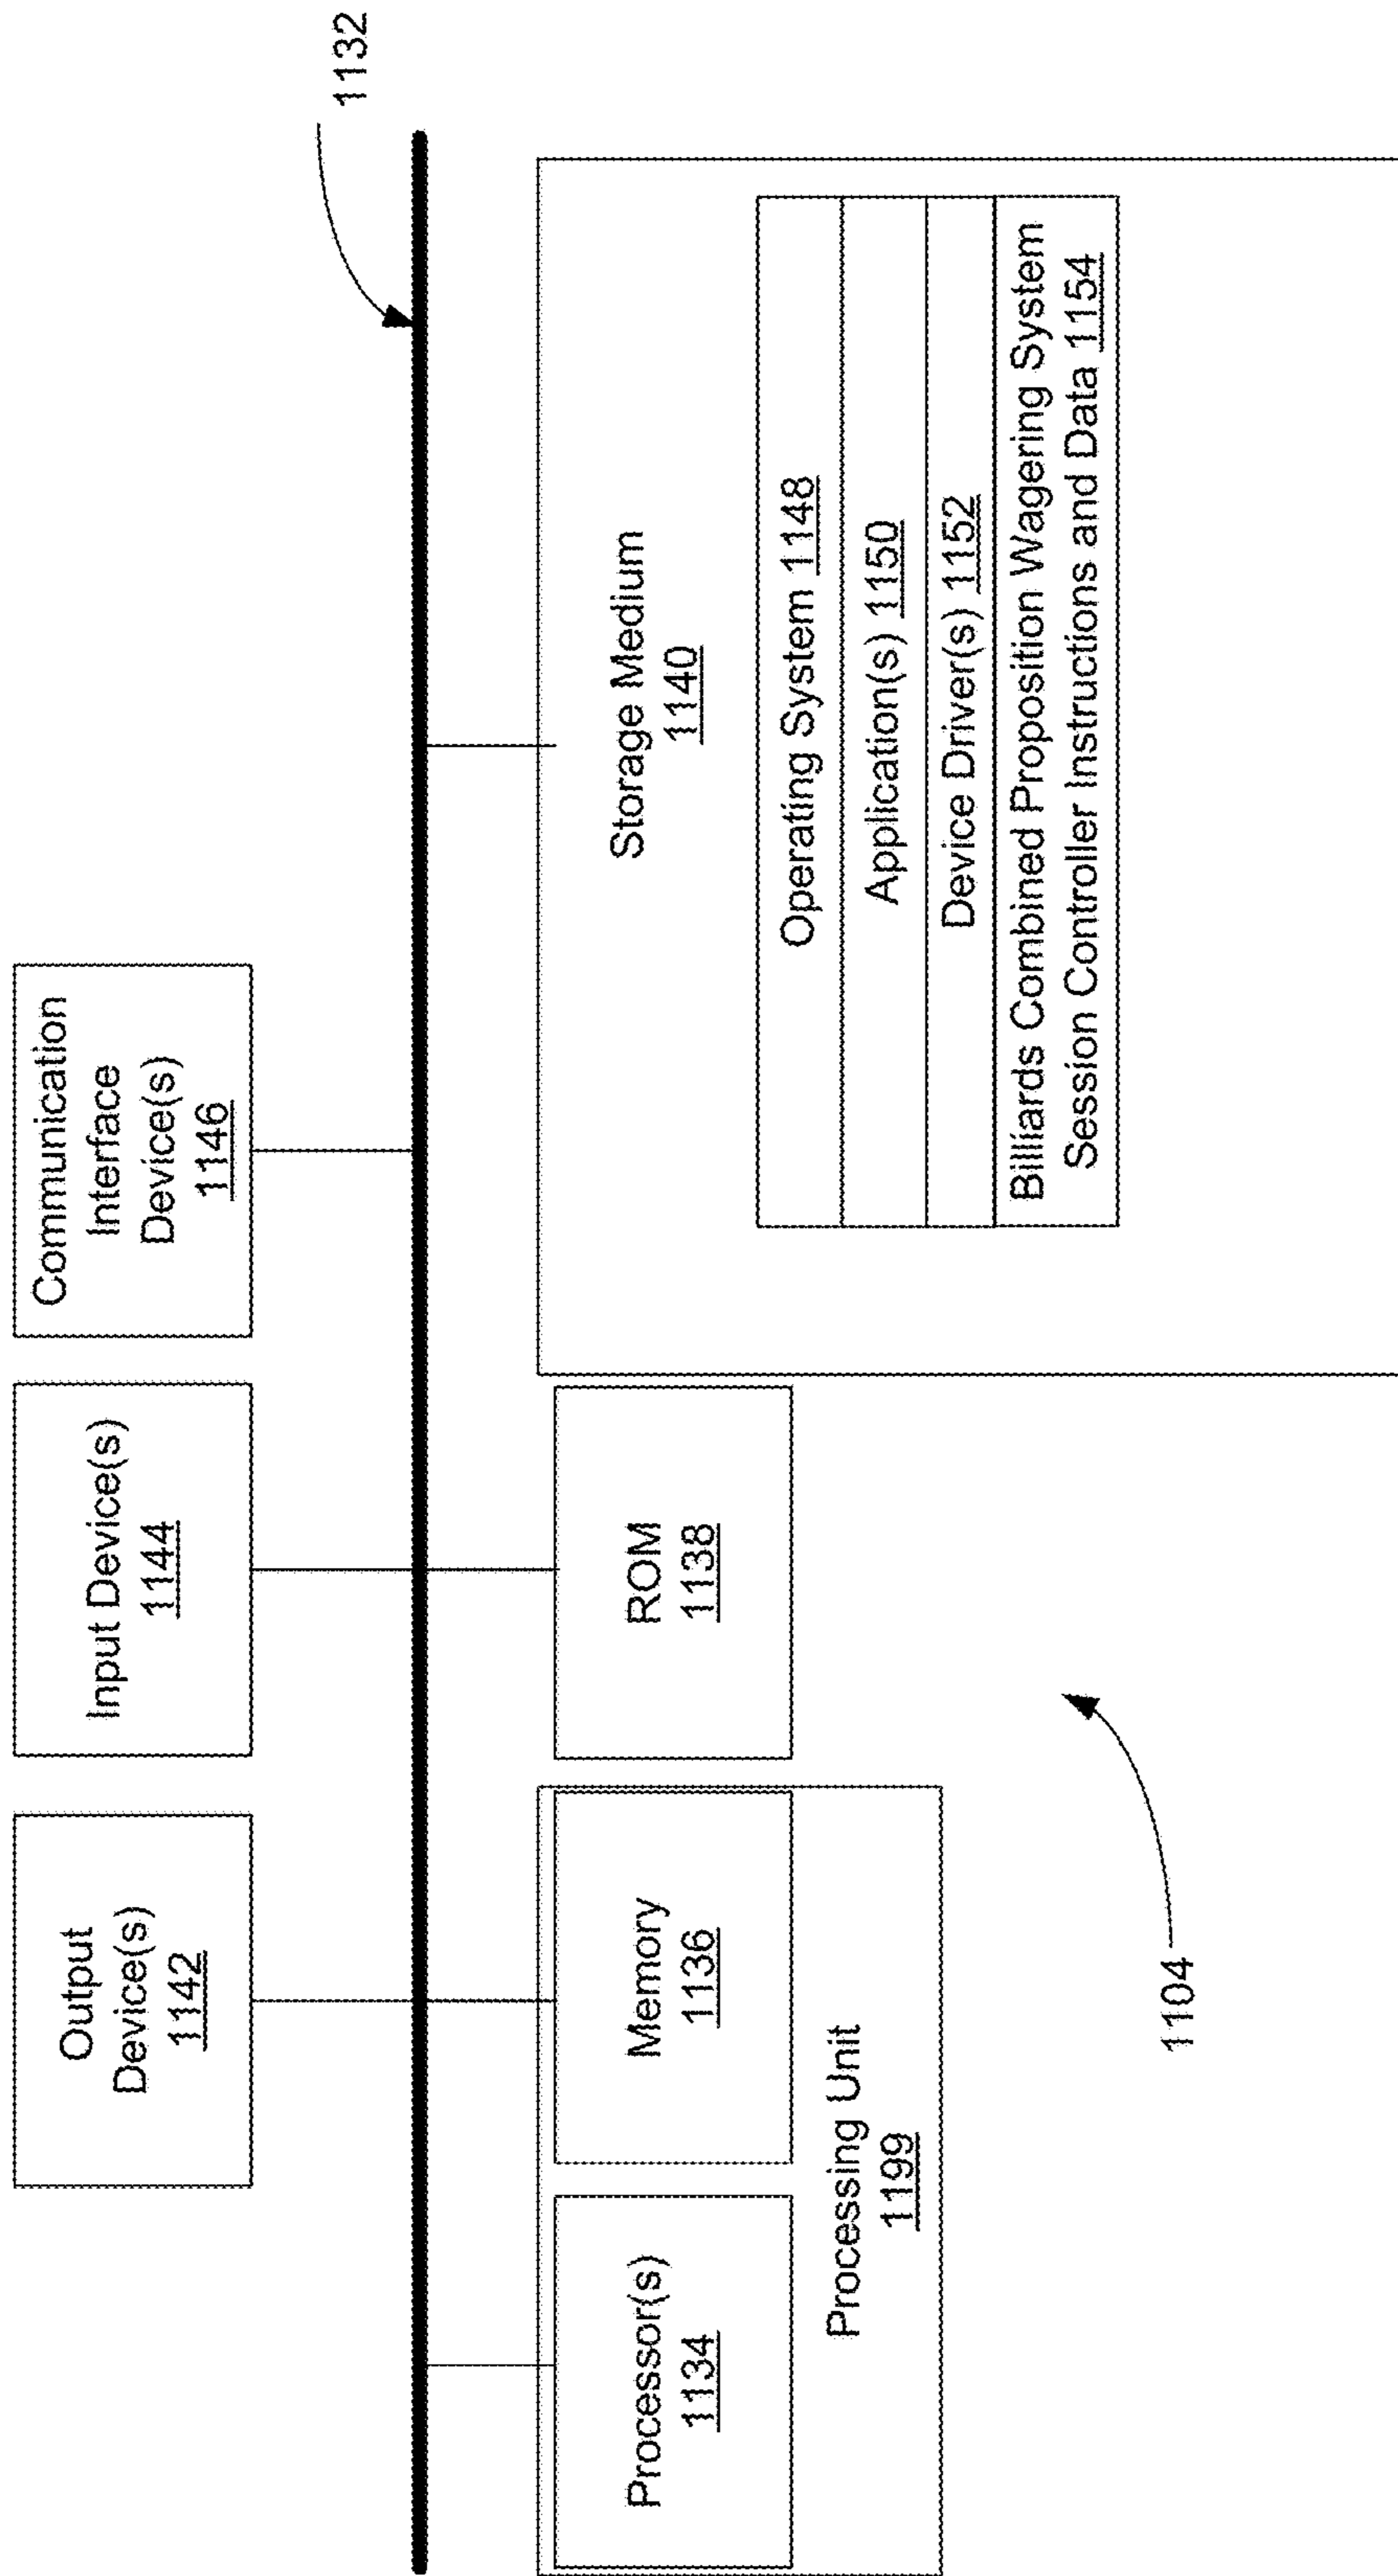 1132
Output
Device(s)
1142
Input Device(s)
1144
Communication
Interface
Device(s)
1146
Processor(s)
1134
Memory
1136
Processing Unit
1199
ROM
1138
Storage Medium
1140
Operating System 1148
Application(s) 1150
Device Driver(s) 1152
Billiards Combined Proposition Wagering System
Session Controller Instructions and Data 1154
1104